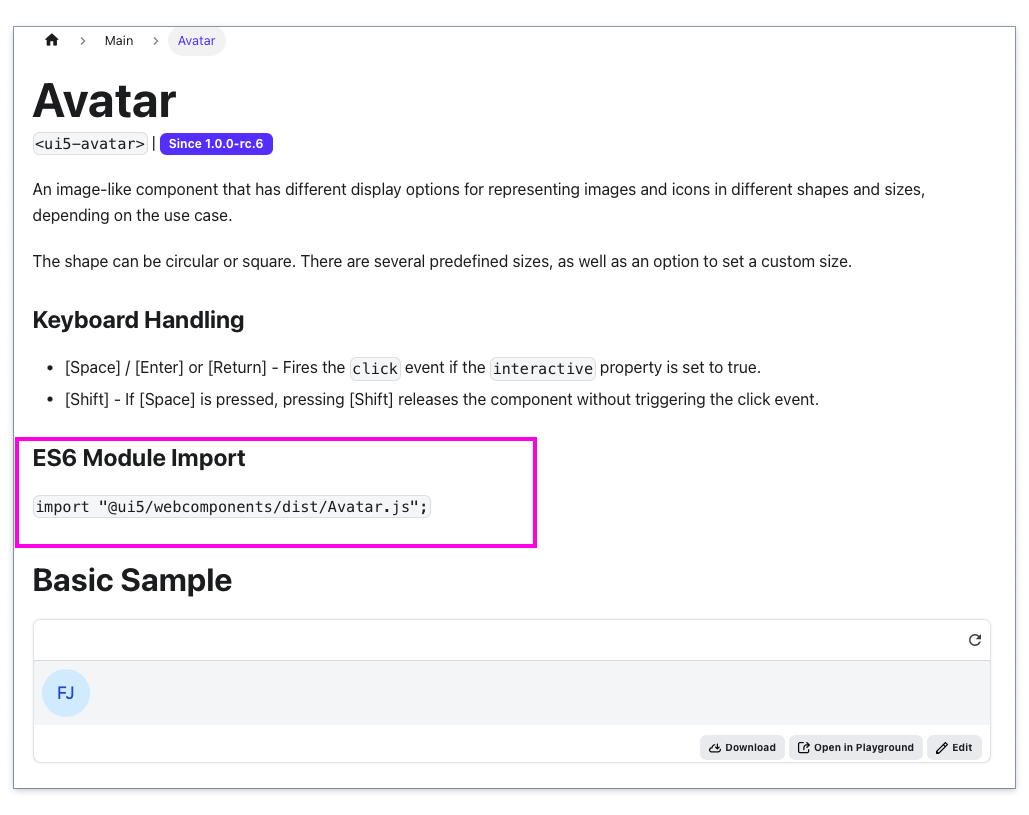 Main
Avatar
Avatar
<ui5-avatar> | Since 1.0.0-rc.6
An image-like component that has different display options for representing images and icons in different shapes and sizes,
depending on the use case.
The shape can be circular or square. There are several predefined sizes, as well as an option to set a custom size.
Keyboard Handling
• [Space] / [Enter] or [Return] - Fires the click event if the interactive property is set to true.
• [Shift] - If [Space] is pressed, pressing [Shift] releases the component without triggering the click event.
ES6 Module Import
import "@ui5/webcomponents/dist/Avatar.js";
Basic Sample
FJ
Download Open in Playground Edit